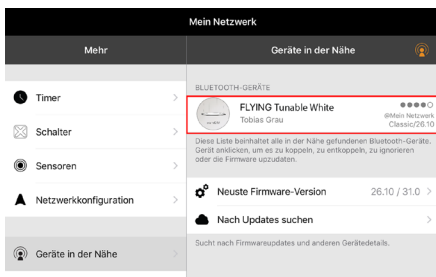 Mein Netzwerk
Mehr
Geräte in der Nähe
Timer
Schalter
Sensoren
Netzwerkkonfiguration
Geräte in der Nähe
BLUETOOTH-GERÄTE
FLYING Tunable White
Tobias Grau
@Mein Netzwerk
Classic/26.10
Diese Liste beinhaltet alle in der Nähe gefundenen Bluetooth-Geräte.
Gerät anklicken, um es zu koppeln, zu entkoppeln, zu ignorieren
oder die Firmware upzudaten.
Neuste Firmware-Version 26.10 / 31.0
Nach Updates suchen
Sucht nach Firmwareupdates und anderen Gerätedetails.